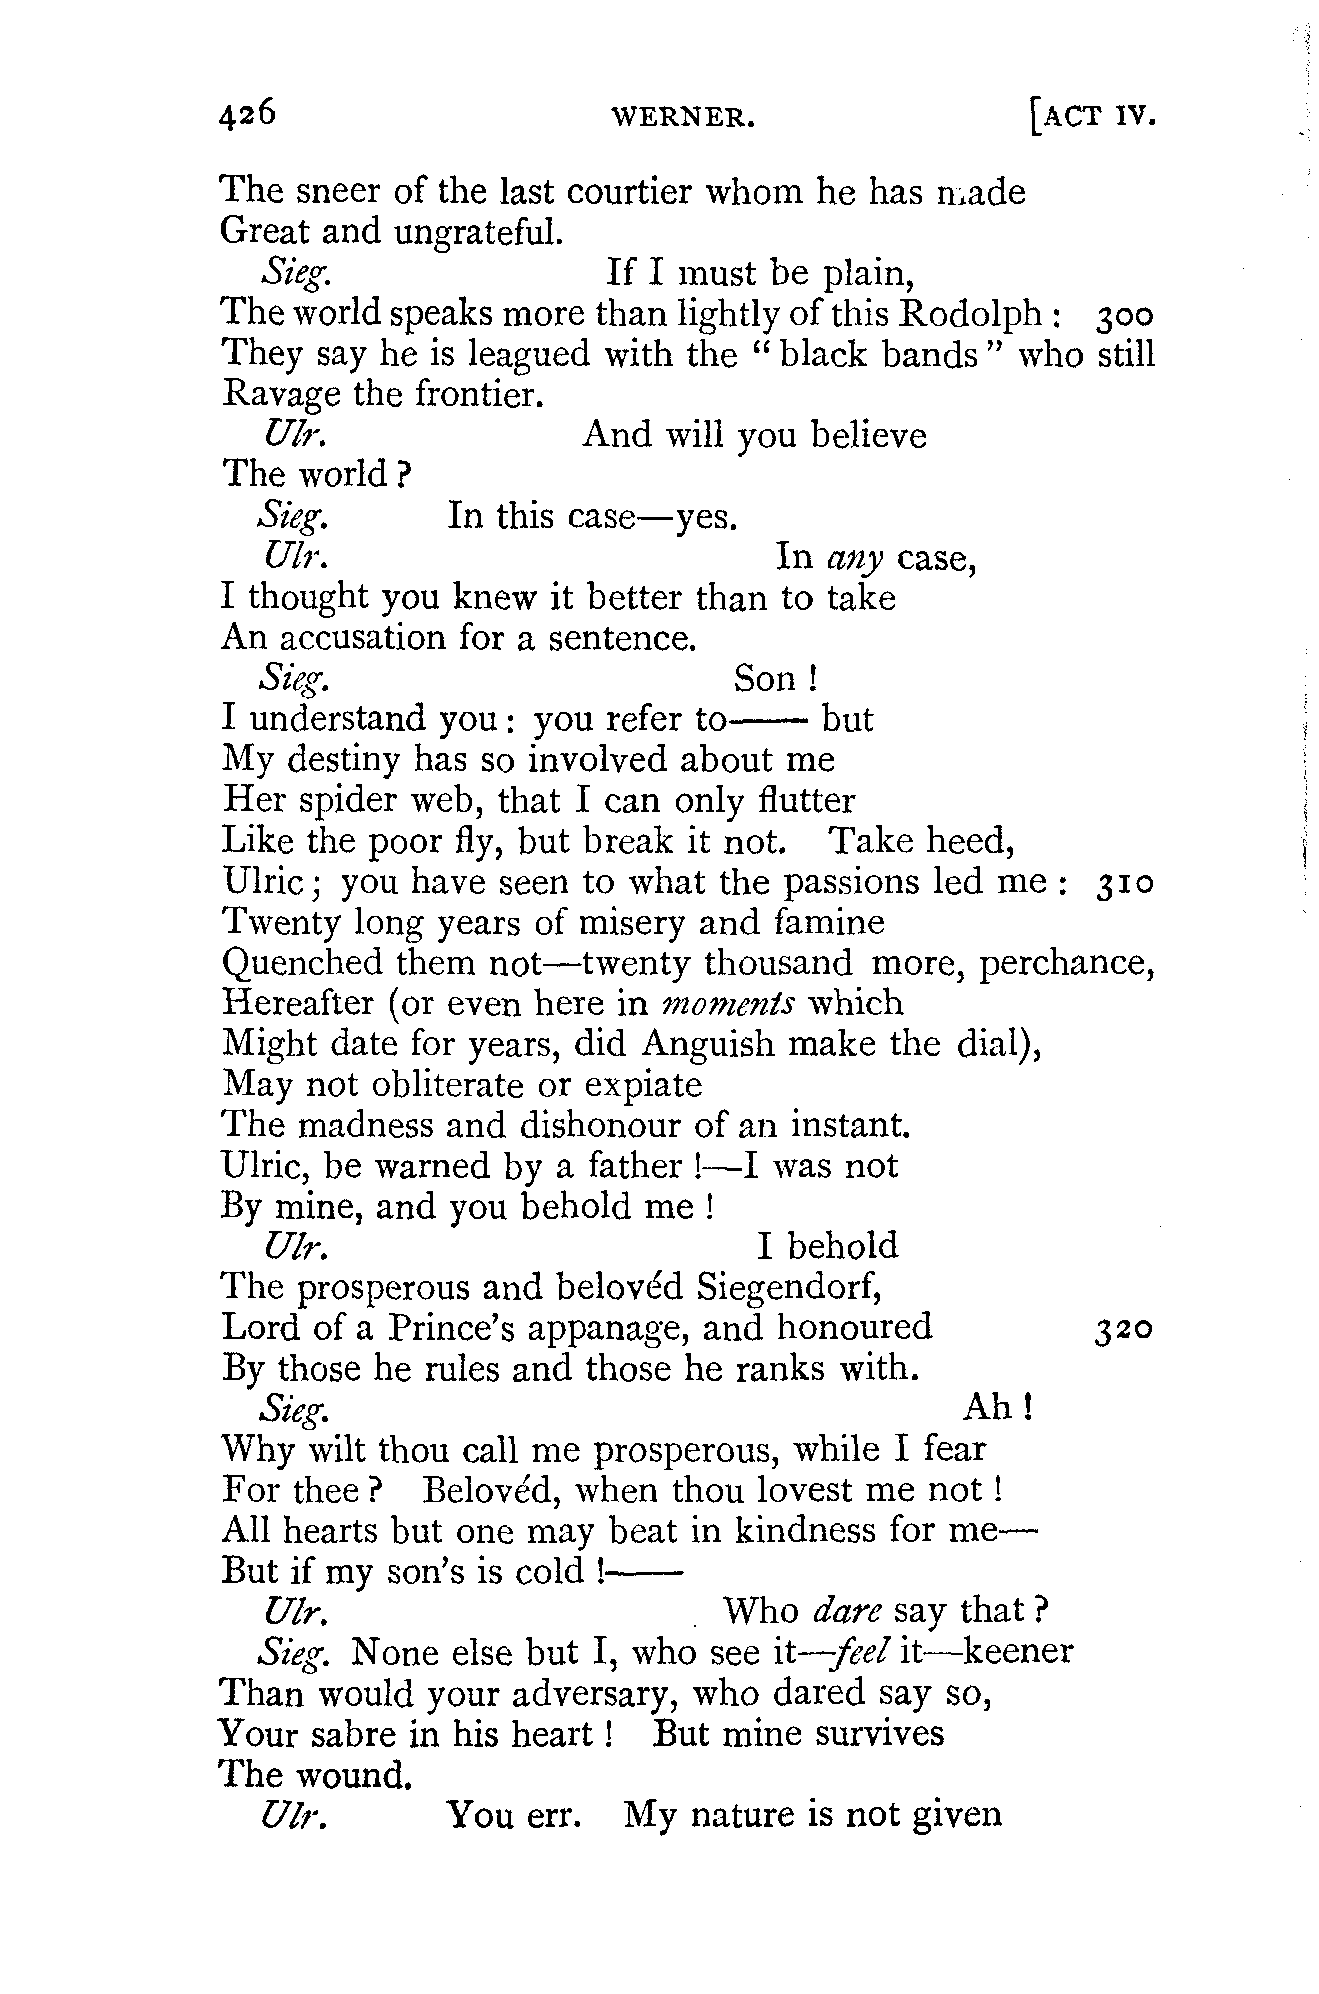 426 WERNER. [ACT IV.
The sneer of the last courtier whom he has made
Great and ungrateful.
Sieg. If I must be plain,
The world speaks more than lightly of this Rodolph : 300
They say he is leagued with the " black bands " who still
Ravage the frontier.
Ulr. And will you believe
The world ?
Sieg. In this case—yes.
Ulr. In any case,
I thought you knew it better than to take
An accusation for a sentence.
Sieg. Son !
I understand you : you refer to—— but
My destiny has so involved about me
Her spider web, that I can only flutter
Like the poor fly, but break it not. Take heed,
Ulric ; you have seen to what the passions led me : 310
Twenty long years of misery and famine
Quenched them not—twenty thousand more, perchance,
Hereafter (or even here in moments which
Might date for years, did Anguish make the dial),
May not obliterate or expiate
The madness and dishonour of an instant.
Ulric, be warned by a father !—I was not
By mine, and you behold me !
Ulr. I behold
The prosperous and belovéd Siegendorf,
Lord of a Prince's appanage, and honoured 320
By those he rules and those he ranks with.
Sieg. Ah !
Why wilt thou call me prosperous, while I fear
For thee ? Belovéd, when thou lovest me not !
All hearts but one may beat in kindness for me—
But if my son's is cold !——
Ulr. Who dare say that ?
Sieg. None else but I, who see it—feel it—keener
Than would your adversary, who dared say so,
Your sabre in his heart ! But mine survives
The wound.
Ulr. You err. My nature is not given